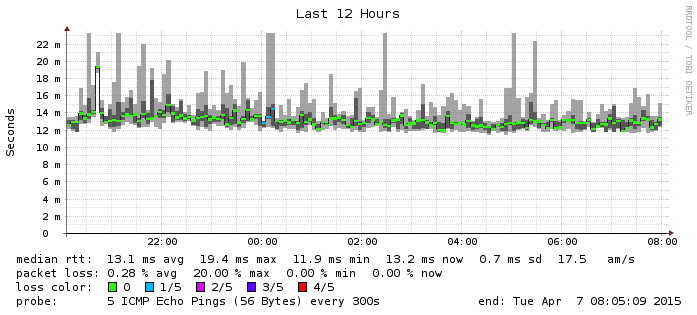 Last 12 Hours
RRDTOOL / TOBI OETIKER
Seconds
22 m
20 m
18 m
16 m
14 m
12 m
10 m
8 m
6 m
4 m
2 m
0
22:00 00:00 02:00 04:00 06:00 08:00
median rtt: 13.1 ms avg 19.4 ms max 11.9 ms min 13.2 ms now 0.7 ms sd 17.5 am/s
packet loss: 0.28 % avg 20.00 % max 0.00 % min 0.00 % now
loss color: 0 1/5 2/5 3/5 4/5
probe: 5 ICMP Echo Pings (56 Bytes) every 300s end: Tue Apr 7 08:05:09 2015